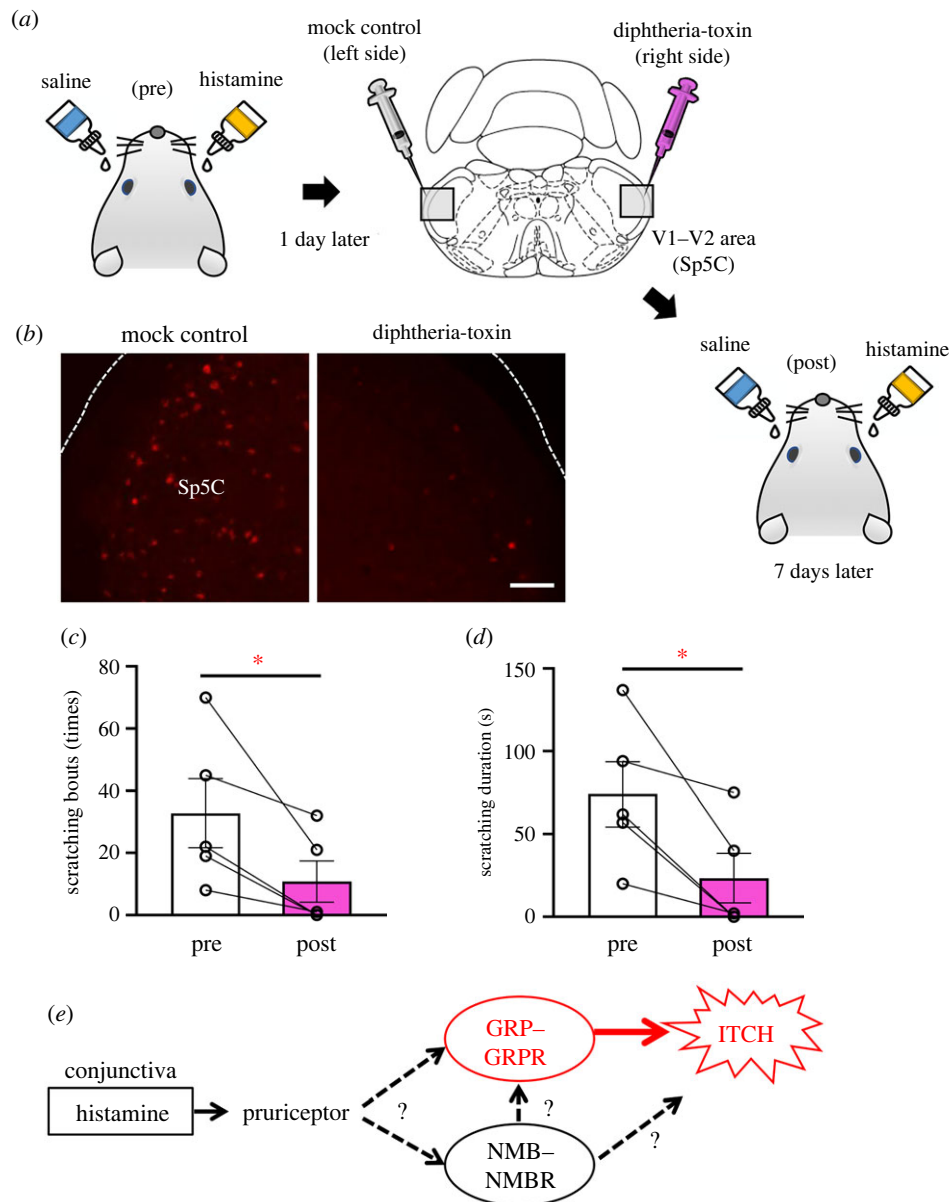 (a)
mock control
(left side)
diphtheria-toxin
(right side)
saline
(pre)
histamine
1 day later
V1–V2 area
(Sp5C)
(b)
mock control
diphtheria-toxin
Sp5C
saline
(post)
histamine
7 days later
(c)
*
80
60
40
20
0
scratching bouts (times)
pre
post
(d)
*
150
100
50
0
scratching duration (s)
pre
post
(e)
conjunctiva
histamine
pruriceptor
?
GRP–
GRPR
?
NMB–
NMBR
?
ITCH